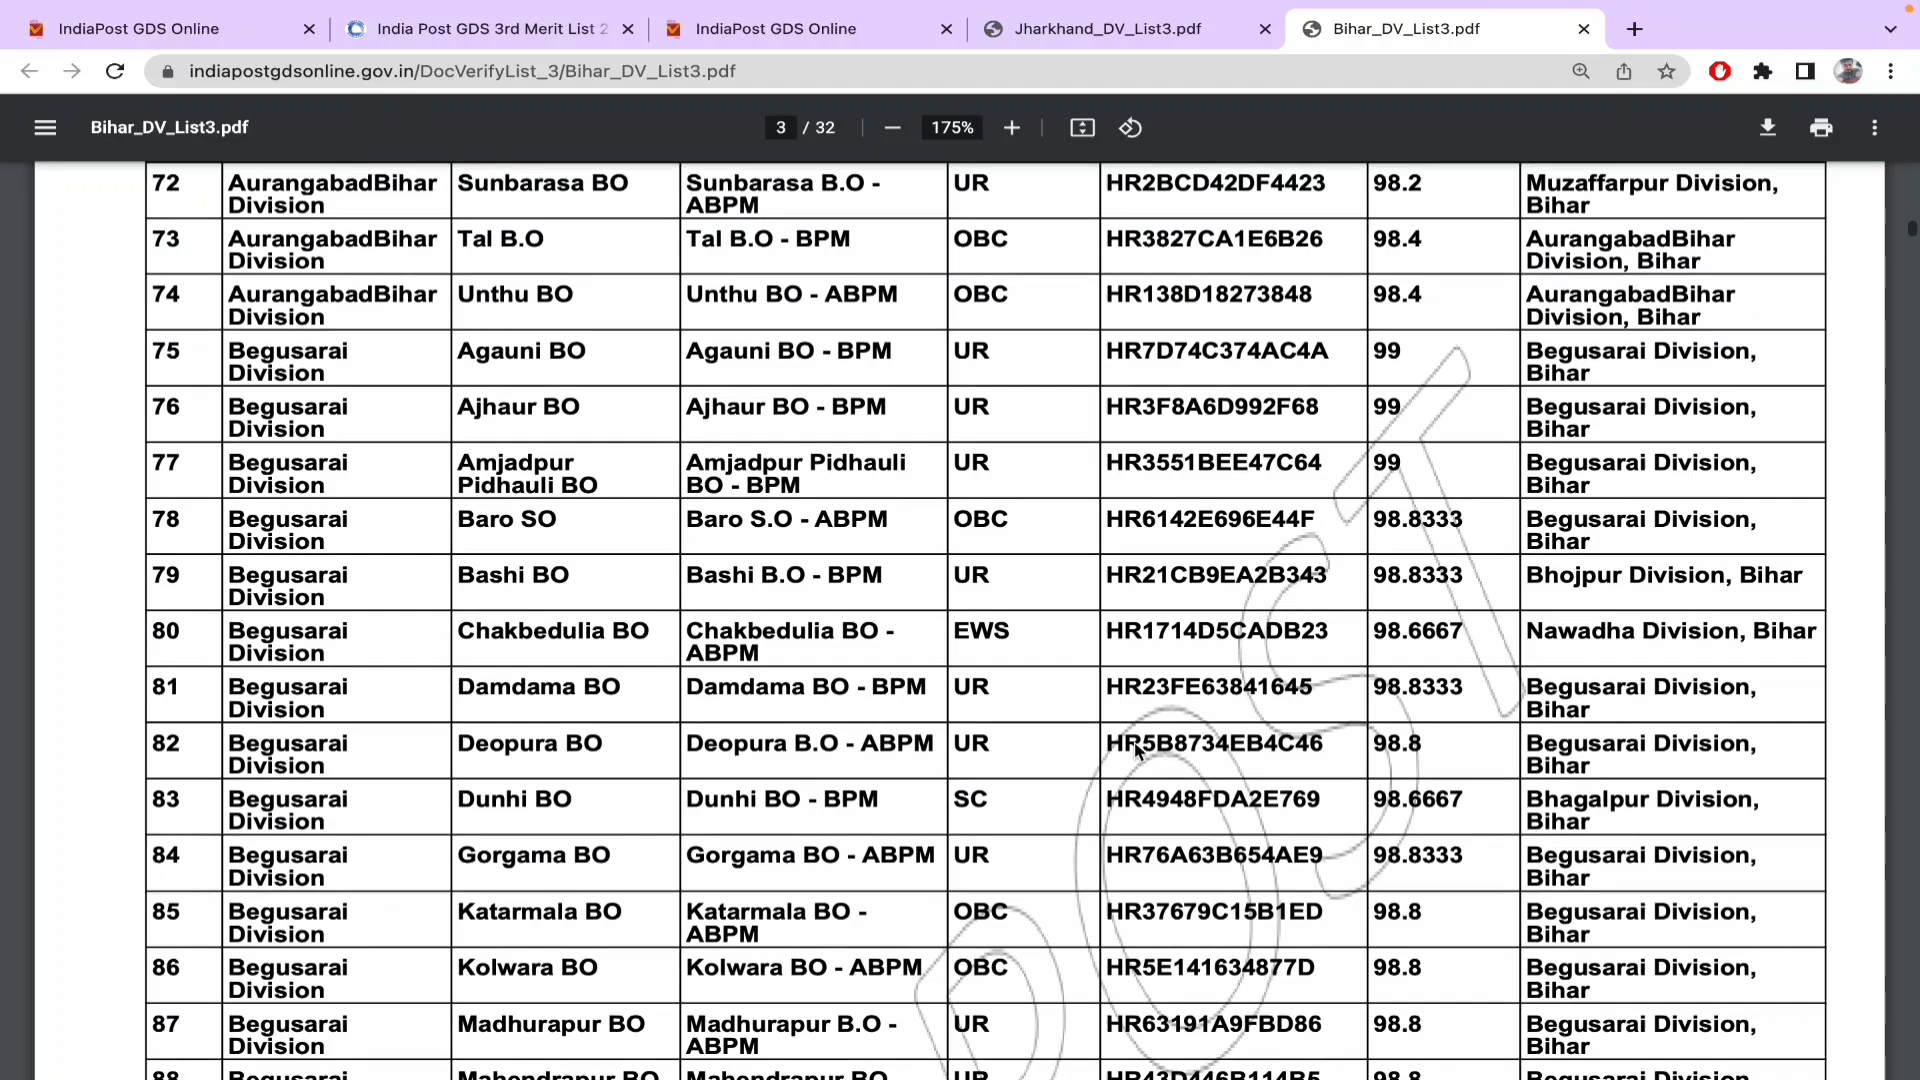 IndiaPost GDS Online
India Post GDS 3rd Merit List 2
IndiaPost GDS Online
Jharkhand_DV_List3.pdf
Bihar_DV_List3.pdf
indiapostgdsonline.gov.in/DocVerifyList_3/Bihar_DV_List3.pdf
Bihar_DV_List3.pdf
3 / 32
175%
72 AurangabadBihar Sunbarasa BO Sunbarasa B.O - UR HR2BCD42DF4423 98.2 Muzaffarpur Division,
Division ABPM Bihar
73 AurangabadBihar Tal B.O Tal B.O - BPM OBC HR3827CA1E6B26 98.4 AurangabadBihar
Division Division, Bihar
74 AurangabadBihar Unthu BO Unthu BO - ABPM OBC HR138D18273848 98.4 AurangabadBihar
Division Division, Bihar
75 Begusarai Agauni BO Agauni BO - BPM UR HR7D74C374AC4A 99 Begusarai Division,
Division Bihar
76 Begusarai Ajhaur BO Ajhaur BO - BPM UR HR3F8A6D992F68 99 Begusarai Division,
Division Bihar
77 Begusarai Amjadpur Amjadpur Pidhauli UR HR3551BEE47C64 99 Begusarai Division,
Division Pidhauli BO BO - BPM Bihar
78 Begusarai Baro SO Baro S.O - ABPM OBC HR6142E696E44F 98.8333 Begusarai Division,
Division Bihar
79 Begusarai Bashi BO Bashi B.O - BPM UR HR21CB9EA2B343 98.8333 Bhojpur Division, Bihar
Division
80 Begusarai Chakbedulia BO Chakbedulia BO - EWS HR1714D5CADB23 98.6667 Nawadha Division, Bihar
Division ABPM
81 Begusarai Damdama BO Damdama BO - BPM UR HR23FE63841645 98.8333 Begusarai Division,
Division Bihar
82 Begusarai Deopura BO Deopura B.O - ABPM UR HR5B8734EB4C46 98.8 Begusarai Division,
Division Bihar
83 Begusarai Dunhi BO Dunhi BO - BPM SC HR4948FDA2E769 98.6667 Bhagalpur Division,
Division Bihar
84 Begusarai Gorgama BO Gorgama BO - ABPM UR HR76A63B654AE9 98.8333 Begusarai Division,
Division Bihar
85 Begusarai Katarmala BO Katarmala BO - OBC HR37679C15B1ED 98.8 Begusarai Division,
Division ABPM Bihar
86 Begusarai Kolwara BO Kolwara BO - ABPM OBC HR5E141634877D 98.8 Begusarai Division,
Division Bihar
87 Begusarai Madhurapur BO Madhurapur B.O - UR HR63191A9FBD86 98.8 Begusarai Division,
Division ABPM Bihar
88 Begusarai Mahendrapur BO Mahendrapur BO UR HR43D446B114B5 98.8 Begusarai Division,
POST